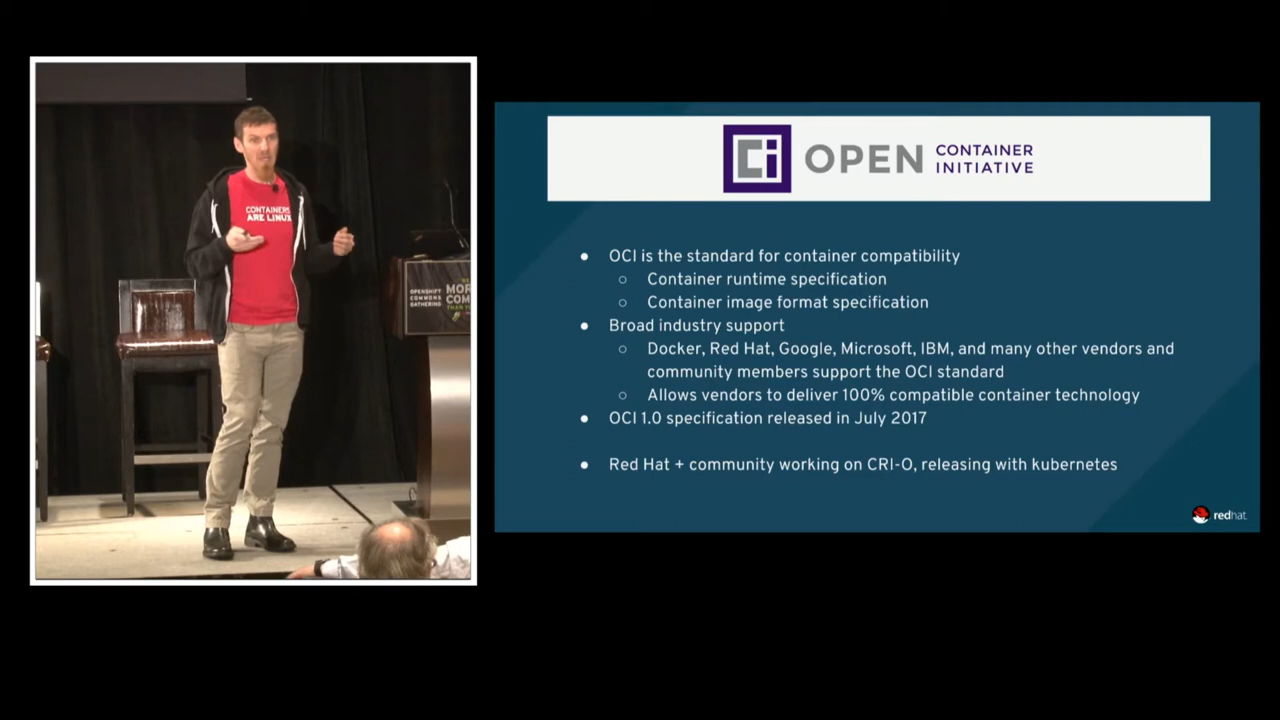 CONTAINERS
ARE LINUX
OPENSHIFT
COMMONS
GATHERING
MOR
COM
Ci OPEN CONTAINER
INITIATIVE
● OCI is the standard for container compatibility
○ Container runtime specification
○ Container image format specification
● Broad industry support
○ Docker, Red Hat, Google, Microsoft, IBM, and many other vendors and
community members support the OCI standard
○ Allows vendors to deliver 100% compatible container technology
● OCI 1.0 specification released in July 2017
● Red Hat + community working on CRI-O, releasing with kubernetes
redhat.